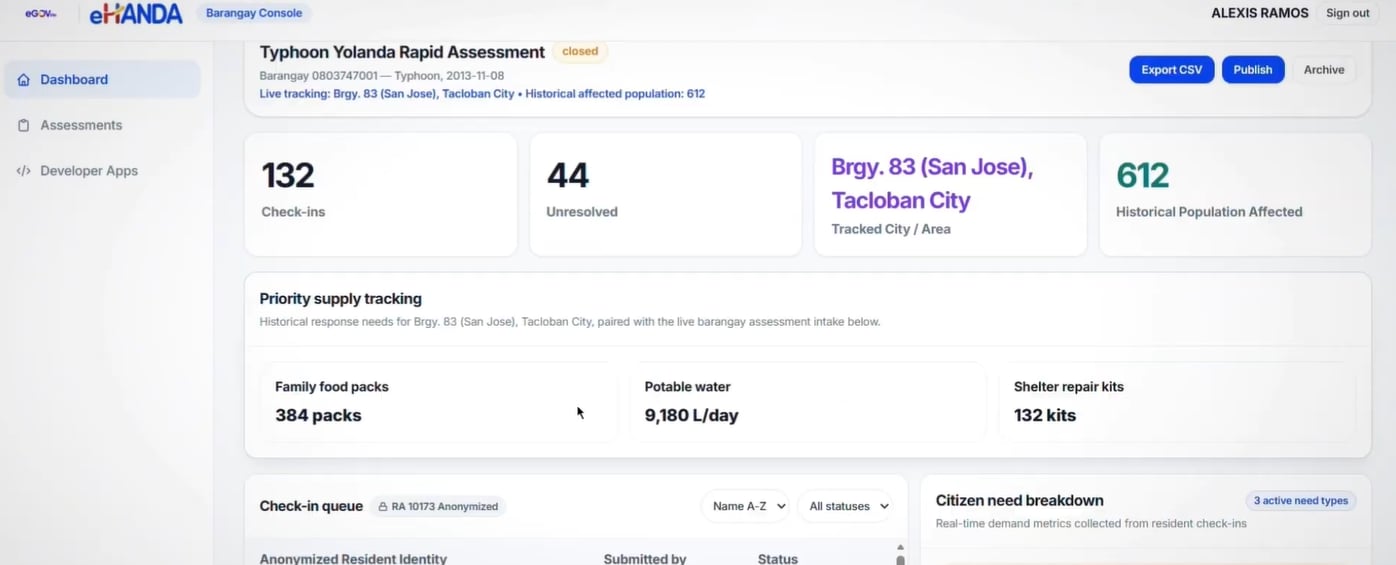 eGOV
eHANDA
Barangay Console
ALEXIS RAMOS
Sign out
Dashboard
Assessments
Developer Apps
Typhoon Yolanda Rapid Assessment
closed
Barangay 0803747001 — Typhoon, 2013-11-08
Live tracking: Brgy. 83 (San Jose), Tacloban City • Historical affected population: 612
Export CSV
Publish
Archive
132
Check-ins
44
Unresolved
Brgy. 83 (San Jose),
Tacloban City
Tracked City / Area
612
Historical Population Affected
Priority supply tracking
Historical response needs for Brgy. 83 (San Jose), Tacloban City, paired with the live barangay assessment intake below.
Family food packs
384 packs
Potable water
9,180 L/day
Shelter repair kits
132 kits
Check-in queue
RA 10173 Anonymized
Name A-Z
All statuses
Anonymized Resident Identity
Submitted by
Status
Citizen need breakdown
3 active need types
Real-time demand metrics collected from resident check-ins